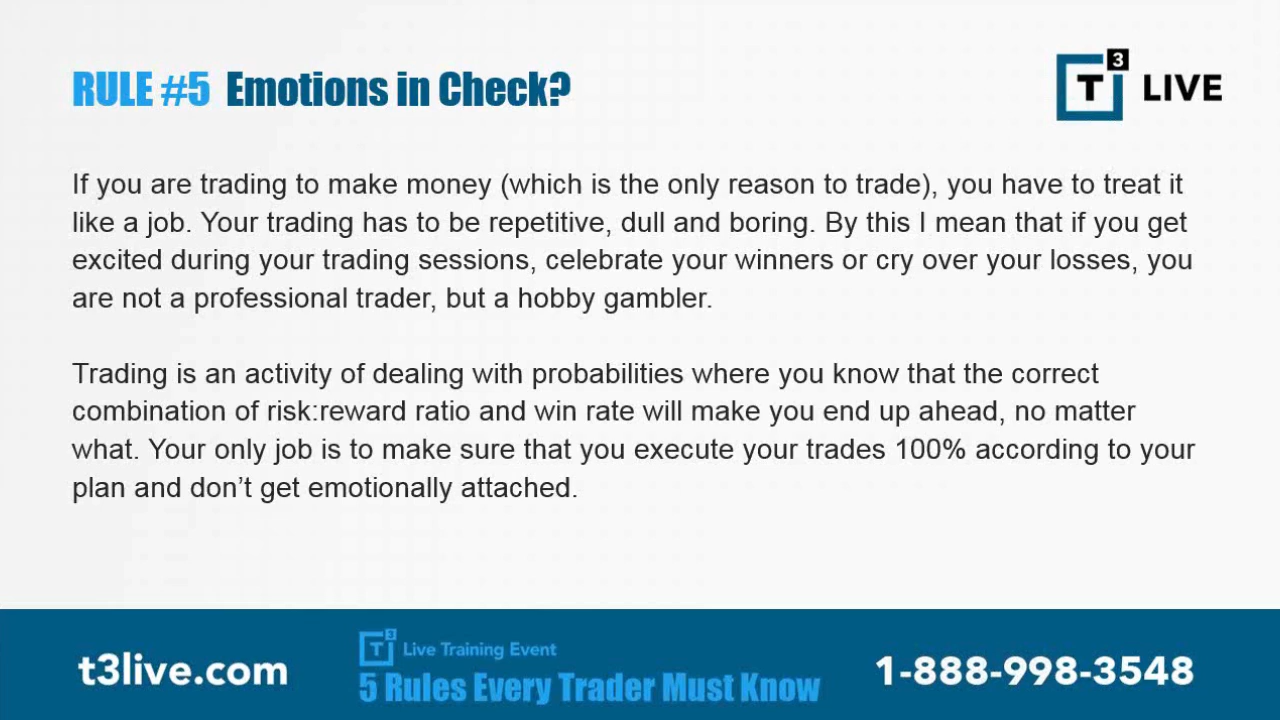 RULE #5 Emotions in Check?
T3 LIVE
If you are trading to make money (which is the only reason to trade), you have to treat it
like a job. Your trading has to be repetitive, dull and boring. By this I mean that if you get
excited during your trading sessions, celebrate your winners or cry over your losses, you
are not a professional trader, but a hobby gambler.
Trading is an activity of dealing with probabilities where you know that the correct
combination of risk:reward ratio and win rate will make you end up ahead, no matter
what. Your only job is to make sure that you execute your trades 100% according to your
plan and don’t get emotionally attached.
t3live.com
T3 Live Training Event
5 Rules Every Trader Must Know
1-888-998-3548